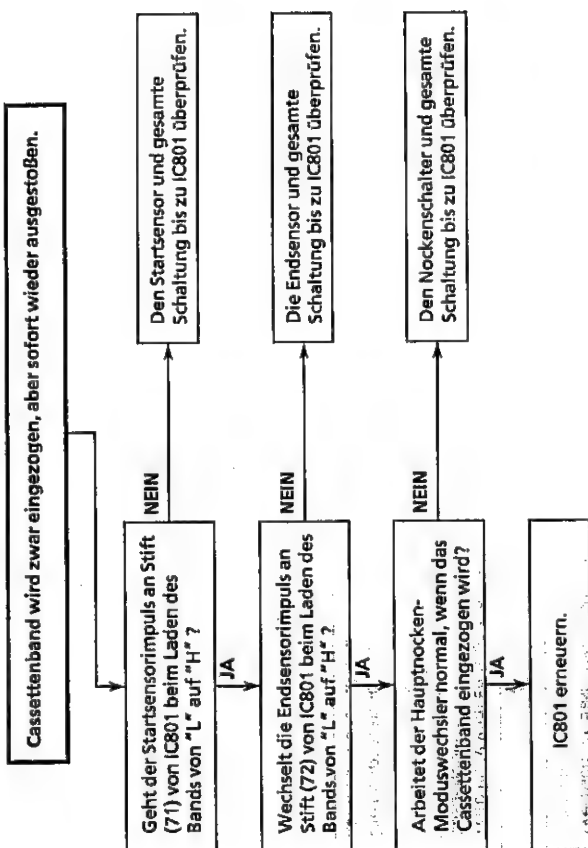 Cassettenband wird zwar eingezogen, aber sofort wieder ausgestoßen.
Geht der Startsensorimpuls an Stift
(71) von IC801 beim Laden des
Bands von "L" auf "H" ?
NEIN
Den Startsensor und gesamte
Schaltung bis zu IC801 überprüfen.
JA
Wechselt die Endsensorimpuls an
Stift (72) von IC801 beim Laden des
Bands von "L" auf "H" ?
NEIN
Die Endsensor und gesamte
Schaltung bis zu IC801 überprüfen.
JA
Arbeitet der Hauptnocken-
Moduswechsler normal, wenn das
Cassettenband eingezogen wird?
NEIN
Den Nockenschalter und gesamte
Schaltung bis zu IC801 überprüfen.
JA
IC801 erneuern.